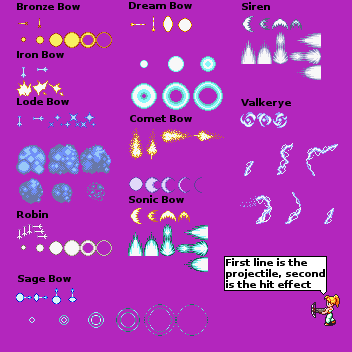 Bronze Bow
Dream Bow
Siren
Iron Bow
Lode Bow
Valkerye
Comet Bow
Sonic Bow
Robin
Sage Bow
First line is the
projectile, second
is the hit effect